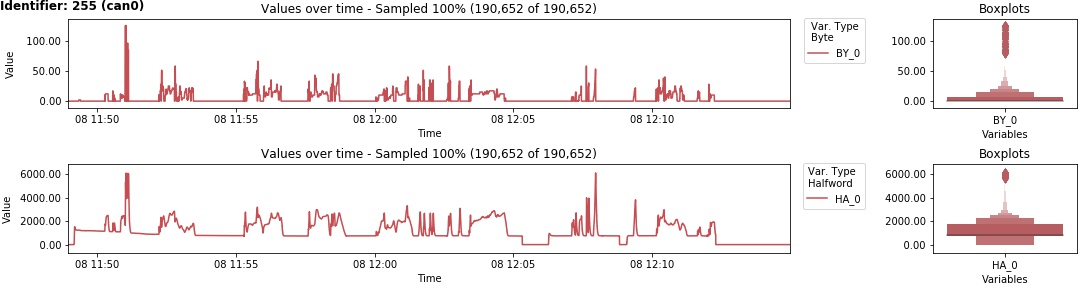 Identifier: 255 (can0)
Values over time - Sampled 100% (190,652 of 190,652)
Value
100.00
50.00
0.00
08 11:50
08 11:55
08 12:00
08 12:05
08 12:10
Time
Var. Type
Byte
BY_0
Boxplots
100.00
50.00
0.00
BY_0
Variables
Values over time - Sampled 100% (190,652 of 190,652)
Value
6000.00
4000.00
2000.00
0.00
08 11:50
08 11:55
08 12:00
08 12:05
08 12:10
Time
Var. Type
Halfword
HA_0
Boxplots
6000.00
4000.00
2000.00
0.00
HA_0
Variables